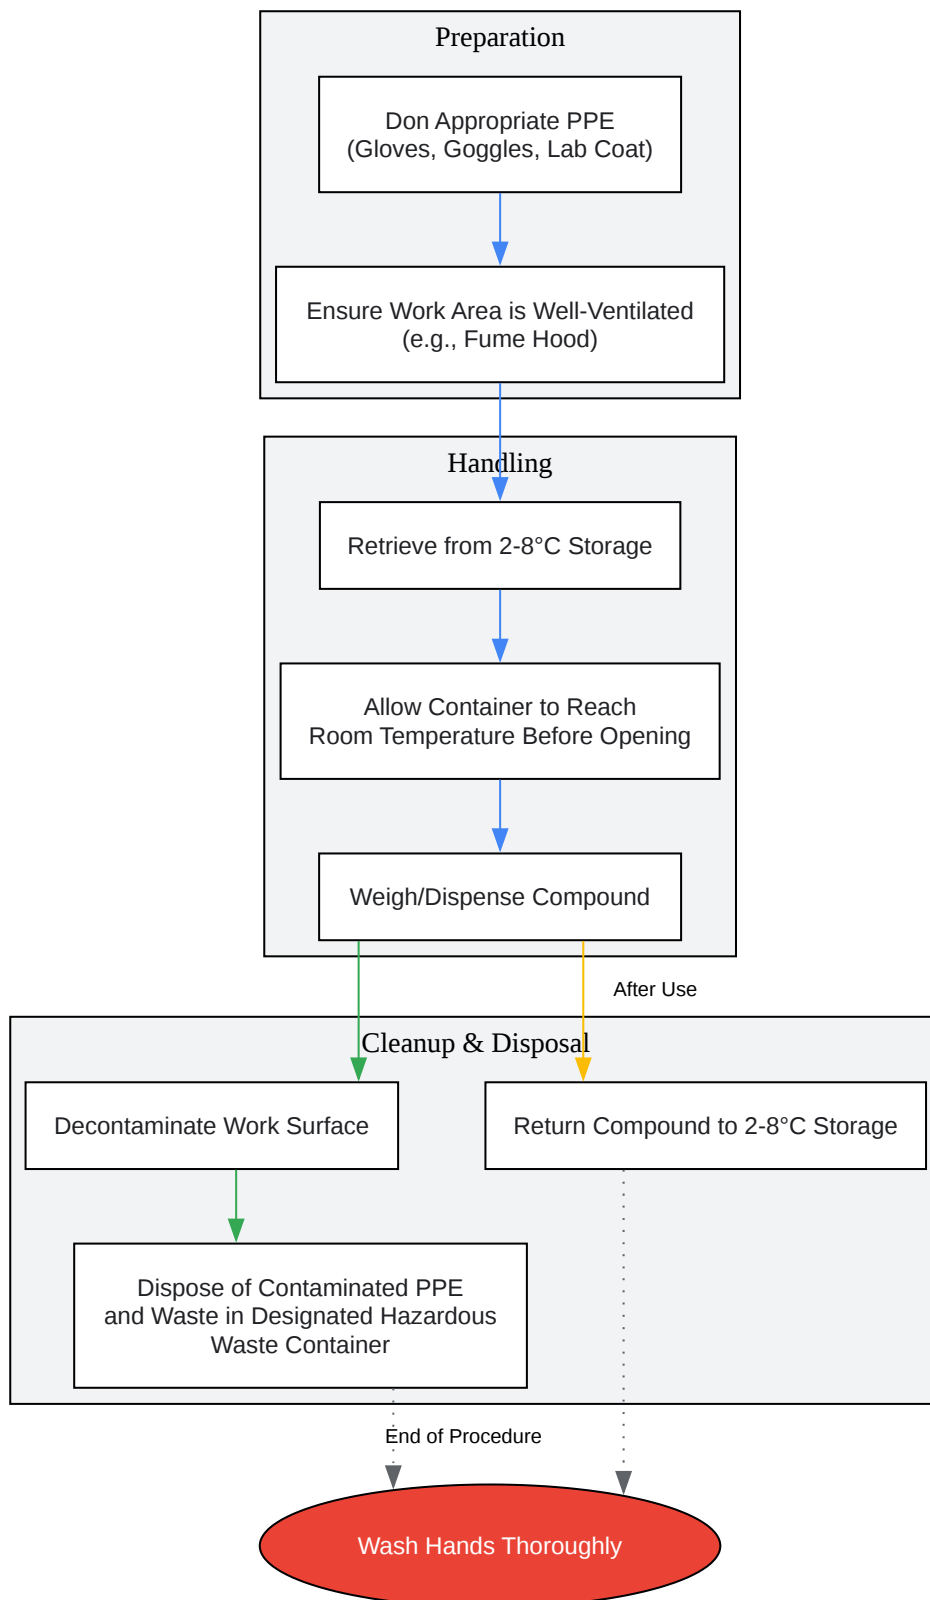 Preparation
Don Appropriate PPE
(Gloves, Goggles, Lab Coat)
Ensure Work Area is Well-Ventilated
(e.g., Fume Hood)
Handling
Retrieve from 2-8°C Storage
Allow Container to Reach
Room Temperature Before Opening
Weigh/Dispense Compound
After Use
Cleanup & Disposal
Decontaminate Work Surface
Return Compound to 2-8°C Storage
Dispose of Contaminated PPE
and Waste in Designated Hazardous
Waste Container
End of Procedure
Wash Hands Thoroughly